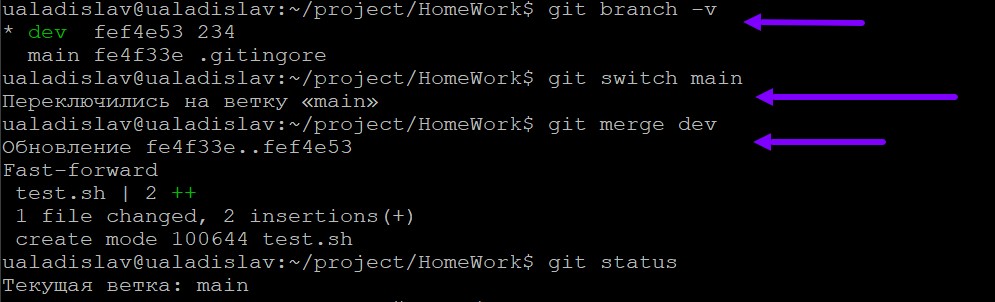 ualadislav@ualadislav:~/project/HomeWork$ git branch -v
* dev  fef4e53 234
  main fe4f33e .gitingore
ualadislav@ualadislav:~/project/HomeWork$ git switch main
Переключились на ветку «main»
ualadislav@ualadislav:~/project/HomeWork$ git merge dev
Обновление fe4f33e..fef4e53
Fast-forward
 test.sh | 2 ++
 1 file changed, 2 insertions(+)
 create mode 100644 test.sh
ualadislav@ualadislav:~/project/HomeWork$ git status
Текущая ветка: main